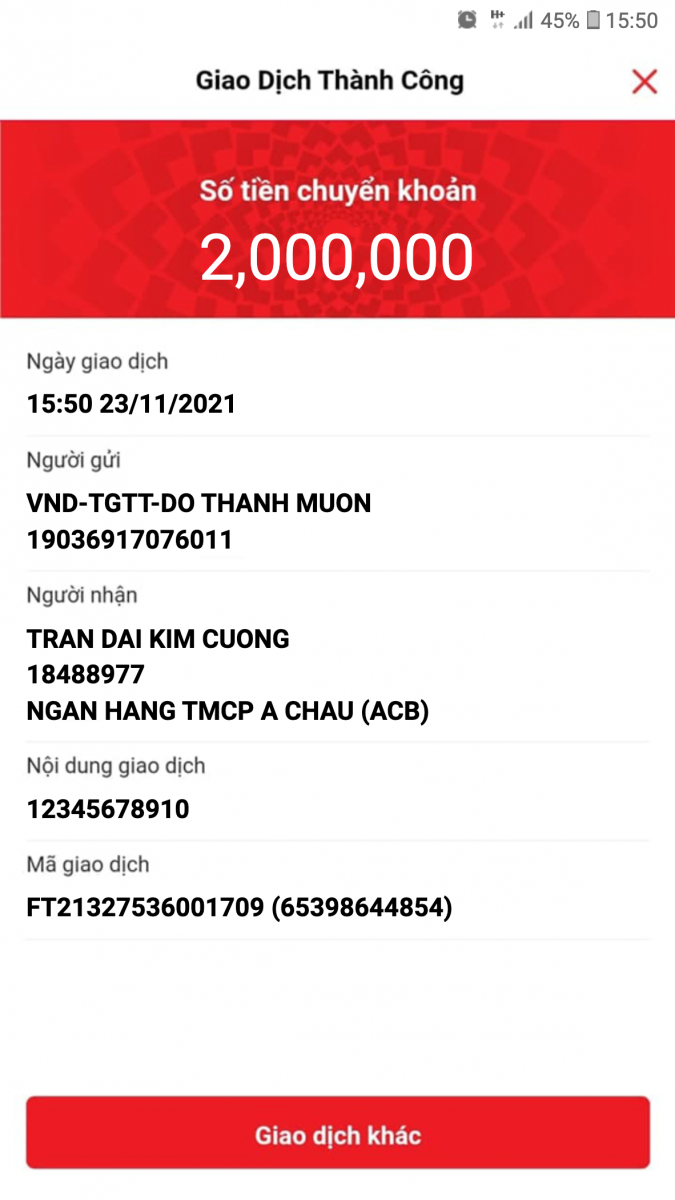 H+ 45% 15:50
Giao Dịch Thành Công
Số tiền chuyển khoản
2,000,000
Ngày giao dịch
15:50 23/11/2021
Người gửi
VND-TGTT-DO THANH MUON
19036917076011
Người nhận
TRAN DAI KIM CUONG
18488977
NGAN HANG TMCP A CHAU (ACB)
Nội dung giao dịch
12345678910
Mã giao dịch
FT21327536001709 (65398644854)
Giao dịch khác